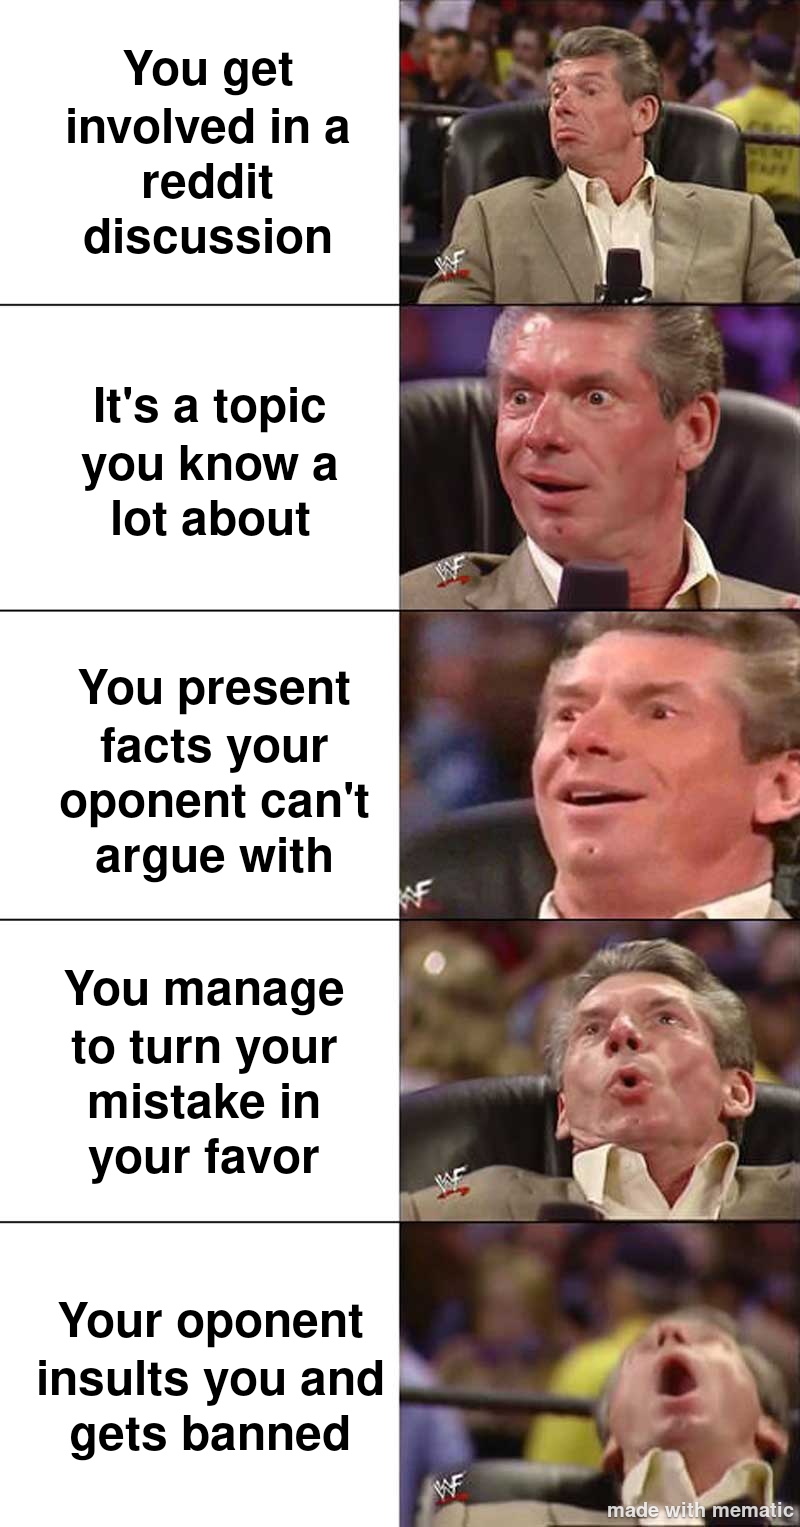 You get
involved in a
reddit
discussion
It's a topic
you know a
lot about
You present
facts your
oponent can't
argue with
You manage
to turn your
mistake in
your favor
Your oponent
insults you and
gets banned
made with mematic